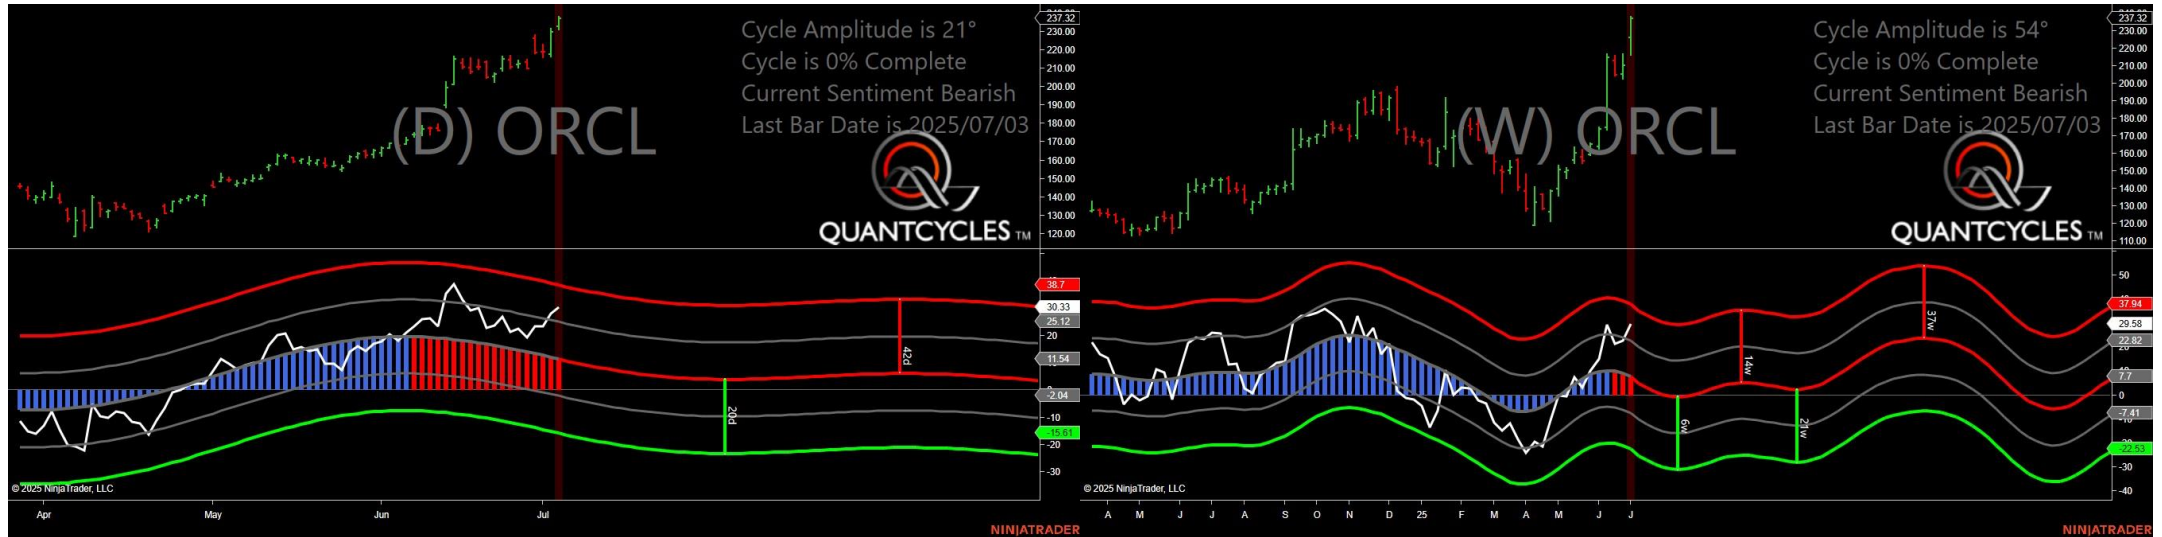 Cycle Amplitude is 21°
Cycle is 0% Complete
Current Sentiment Bearish
Last Bar Date is 2025/07/03
(D) ORCL
QUANTCYCLES TM
237.32
230.00
220.00
210.00
200.00
190.00
180.00
170.00
160.00
150.00
140.00
130.00
120.00
38.7
30.33
25.12
20
11.54
0
-2.04
-10
-15.61
-20
-30
42d
20d
© 2025 NinjaTrader, LLC
Apr May Jun Jul
NINJATRADER
Cycle Amplitude is 54°
Cycle is 0% Complete
Current Sentiment Bearish
Last Bar Date is 2025/07/03
(W) ORCL
QUANTCYCLES TM
237.32
230.00
220.00
210.00
200.00
190.00
180.00
170.00
160.00
150.00
140.00
130.00
120.00
110.00
50
37.94
29.58
22.82
7.7
0
-7.41
-22.53
-30
-40
37w
14w
6w
21w
© 2025 NinjaTrader, LLC
A M J J A S O N D 25 F M A M J J
NINJATRADER